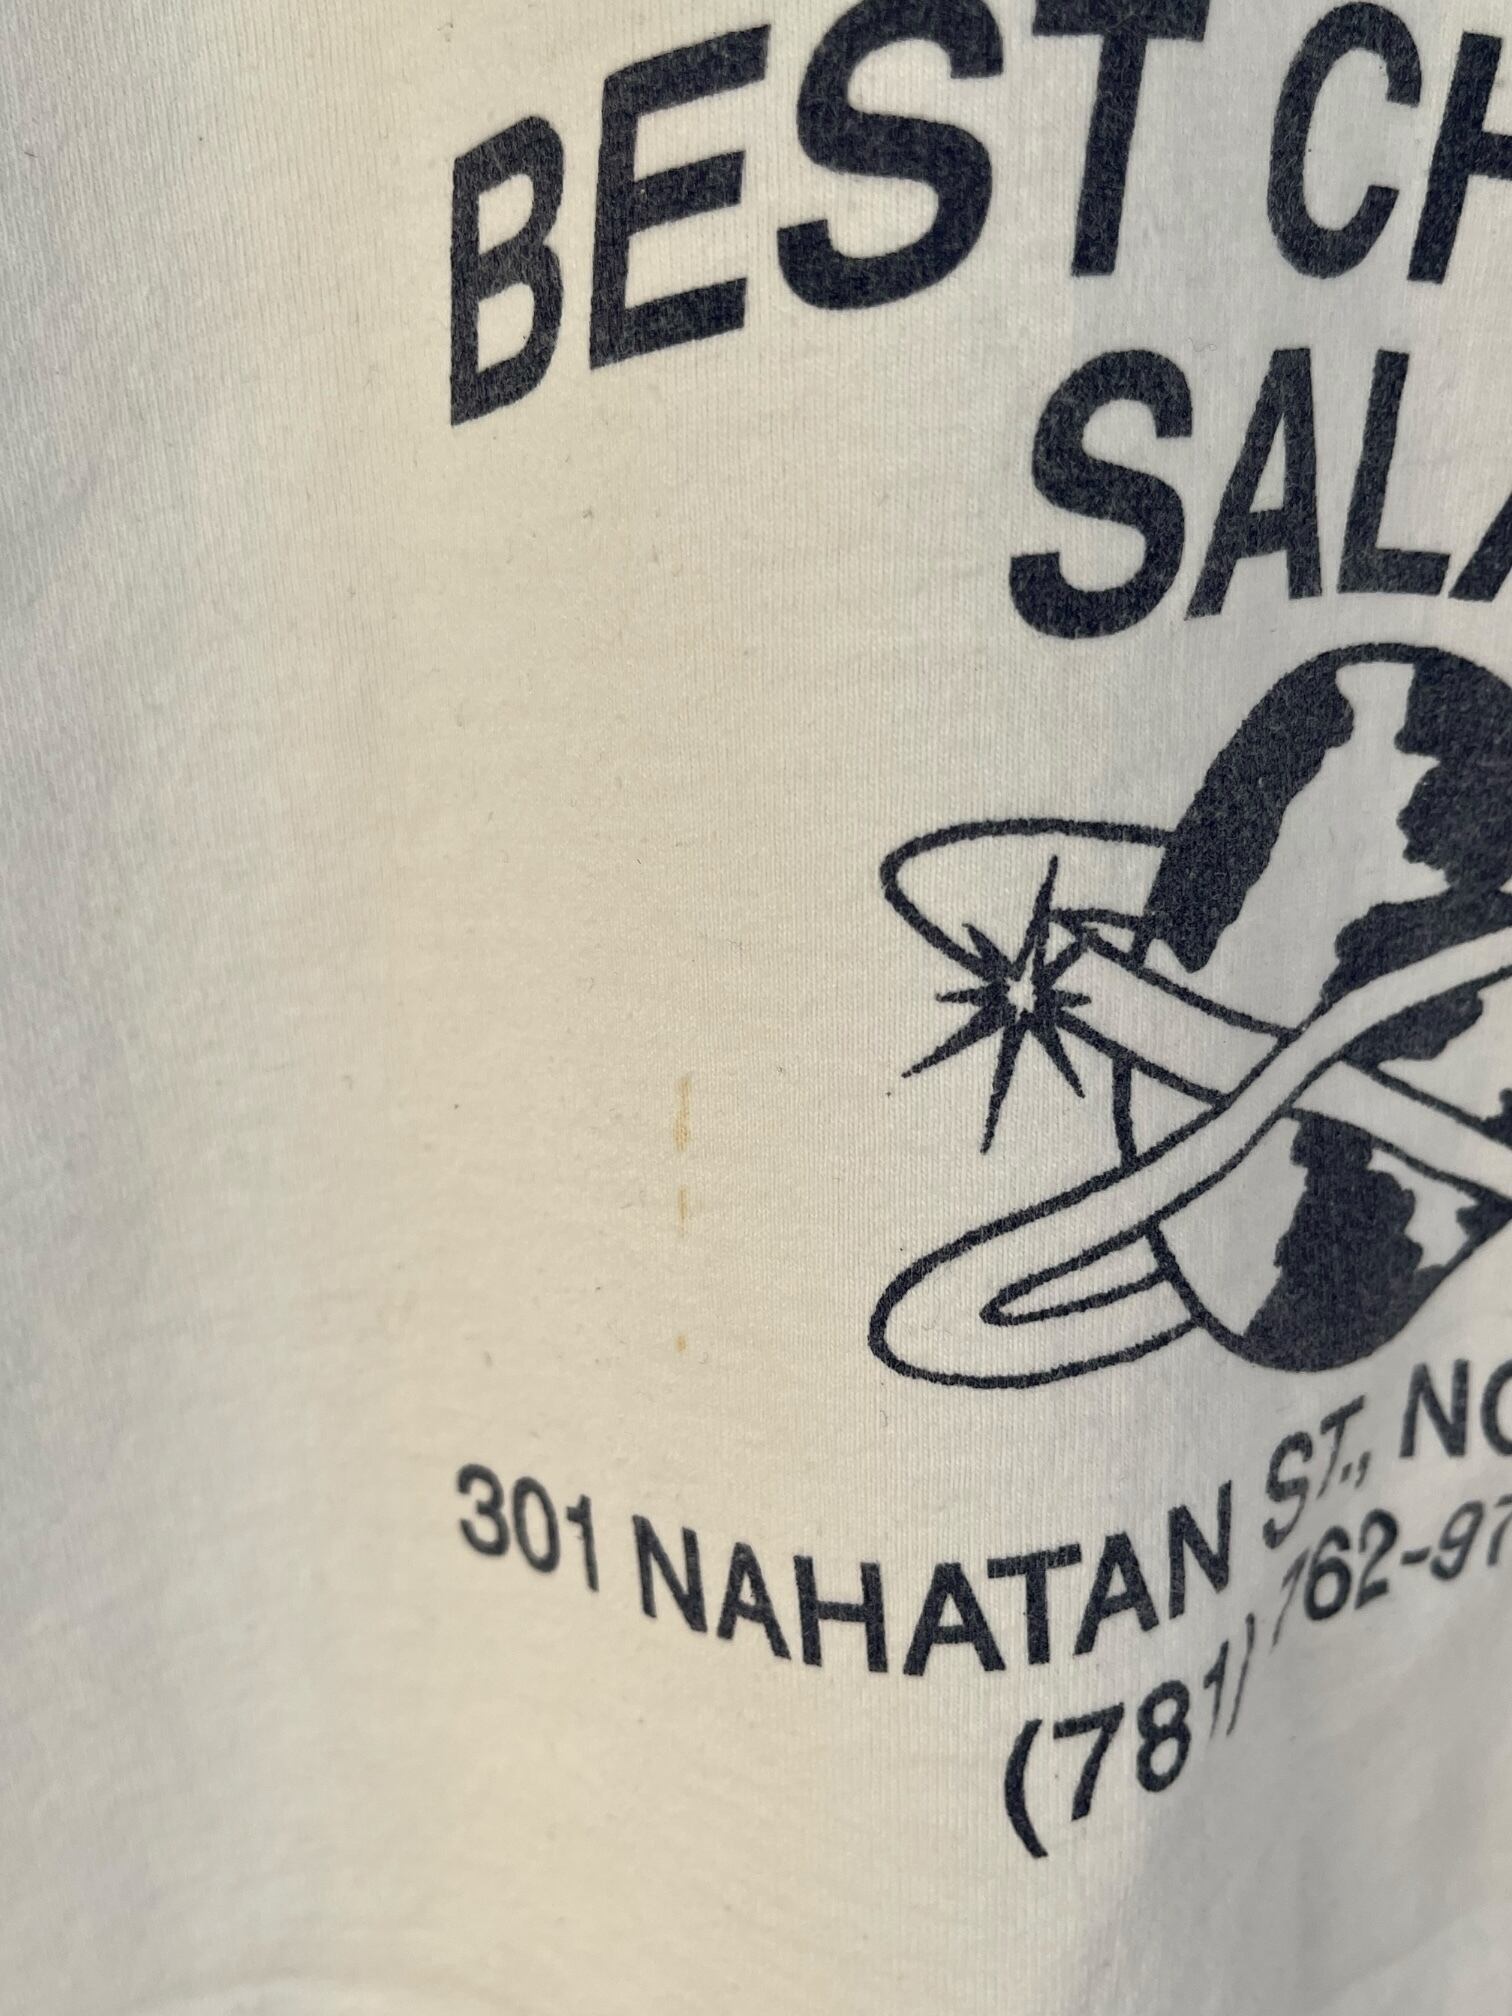 BEST CH
SALA
301 NAHATAN ST., NO
(781) 762-97